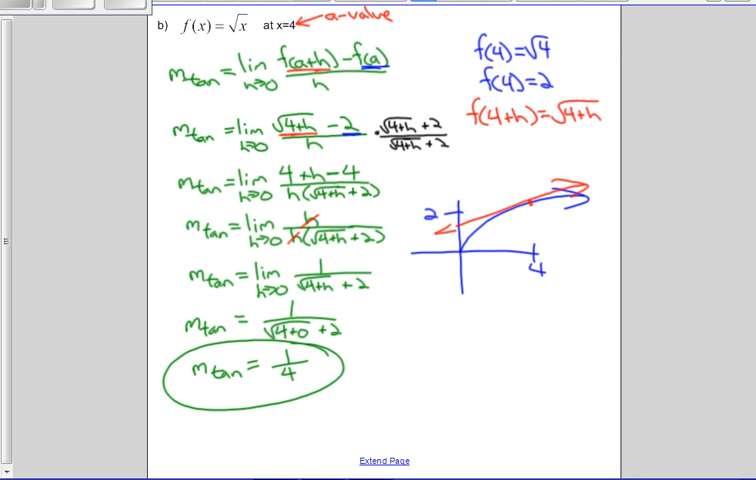 b) f(x) = √x at x=4 ← a-value
m_tan = lim h→0 (f(a+h) - f(a))/h
f(4)=√4
f(4)=2
f(4+h)=√(4+h)
m_tan = lim h→0 (√(4+h) - 2)/h · (√(4+h) + 2)/(√(4+h) + 2)
m_tan = lim h→0 (4+h-4)/(h(√(4+h) + 2))
m_tan = lim h→0 h/(h(√(4+h) + 2))
m_tan = lim h→0 1/(√(4+h) + 2)
m_tan = 1/(√(4+0) + 2)
m_tan = 1/4
2
4
Extend Page